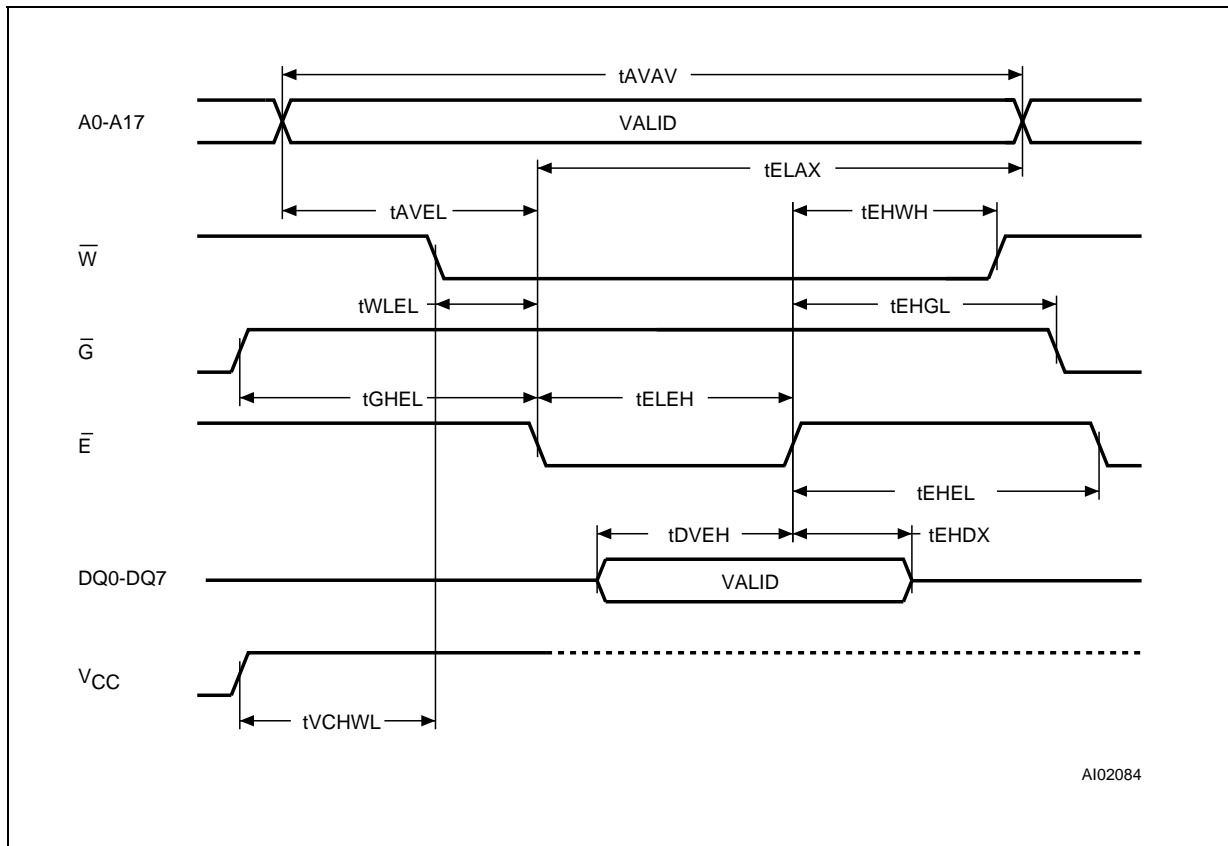 tAVAV
A0-A17
VALID
tELAX
tAVEL
tEHWH
W̅
tWLEL
tEHGL
G̅
tGHEL
tELEH
E̅
tEHEL
tDVEH
tEHDX
DQ0-DQ7
VALID
VCC
tVCHWL
AI02084